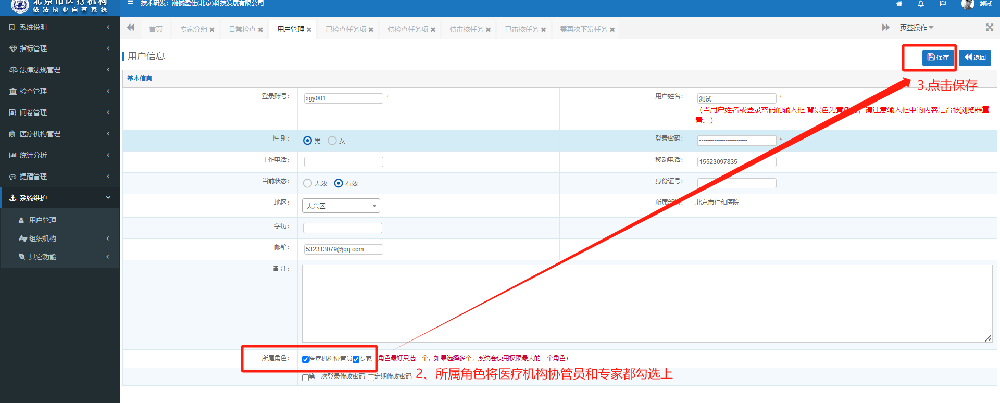 北京市医疗机构
依法执业自查系统
技术研发：瀚铖盈佳(北京)科技发展有限公司
测试
系统说明
指标管理
法律法规管理
检查管理
问卷管理
医疗机构管理
统计分析
提醒管理
系统维护
用户管理
组织机构
其它功能
首页 专家分组 日常检查 用户管理 已检查任务项 待检查任务项 待审核任务 已审核任务 需再次下发任务 页签操作
用户信息
保存 返回
3.点击保存
基本信息
登录账号： xgy001 * 用户姓名： 测试 *
（当用户姓名或登录密码的输入框 背景色为黄色 ，请注意输入框中的内容是否被浏览器重
置。）
性 别： 男 女 登录密码： •••••••••••••••••••••• *
工作电话： 移动电话： 15523097835
当前状态： 无效 有效 身份证号：
地区： 大兴区 所属部 ： 北京市仁和医院
学历：
邮箱： 532313079@qq.com
备 注：
所属角色： 医疗机构协管员 专家 角色最好只选一个，如果选择多个，系统会使用权限最大的一个角色）
第一次登录修改密码 定期修改密码
2、所属角色将医疗机构协管员和专家都勾选上